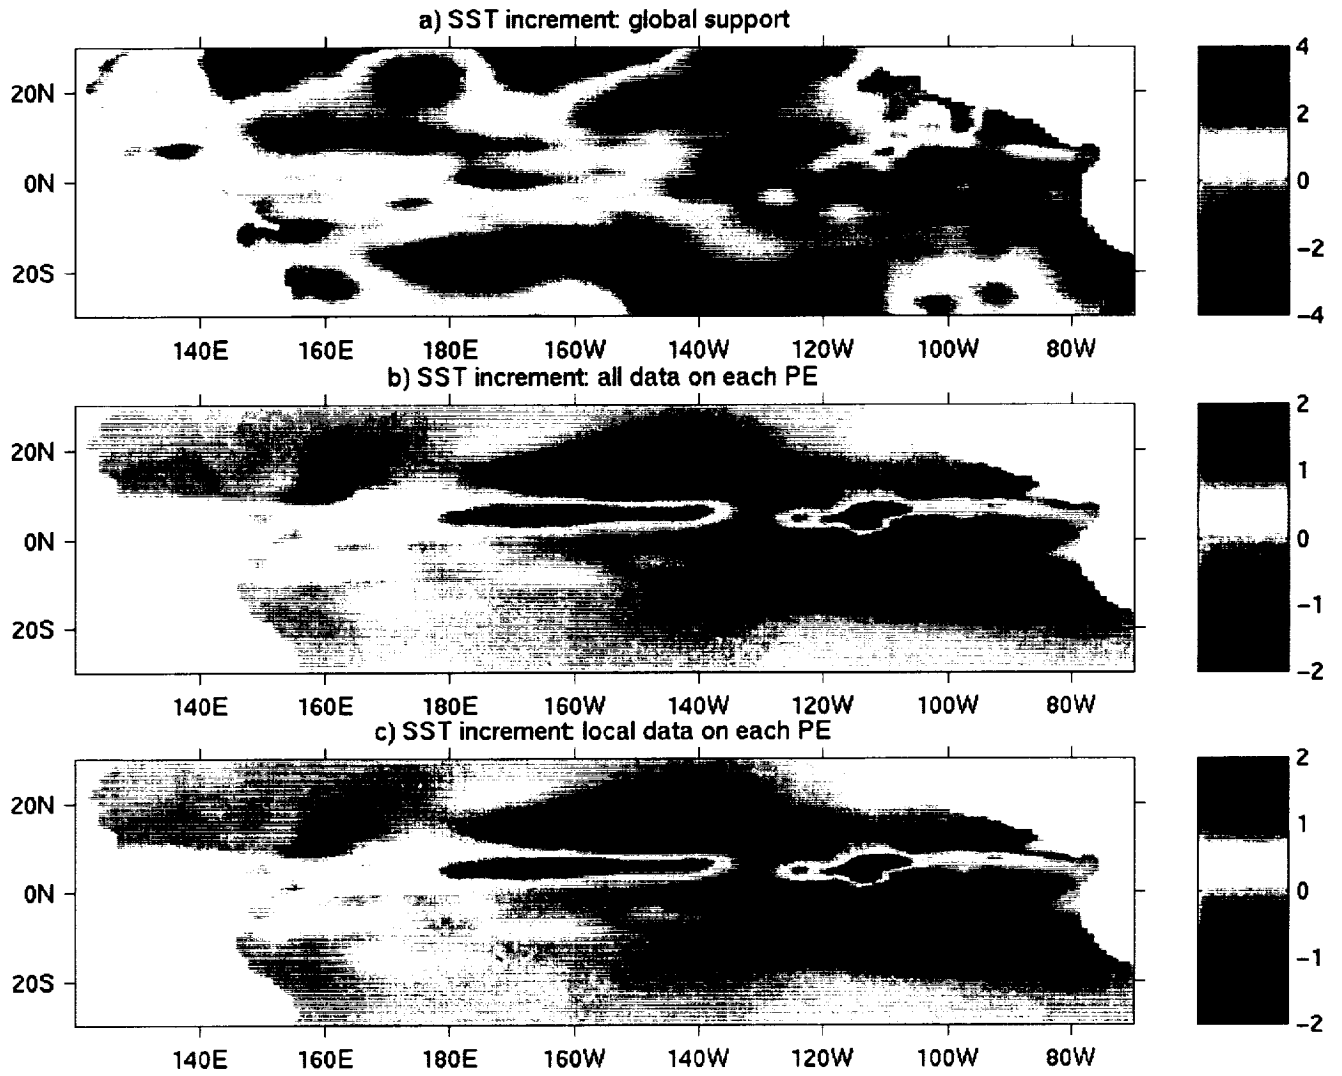 a) SST increment: global support
20N
0N
20S
140E 160E 180E 160W 140W 120W 100W 80W
4
2
0
−2
−4
b) SST increment: all data on each PE
20N
0N
20S
140E 160E 180E 160W 140W 120W 100W 80W
2
1
0
−1
−2
c) SST increment: local data on each PE
20N
0N
20S
140E 160E 180E 160W 140W 120W 100W 80W
2
1
0
−1
−2